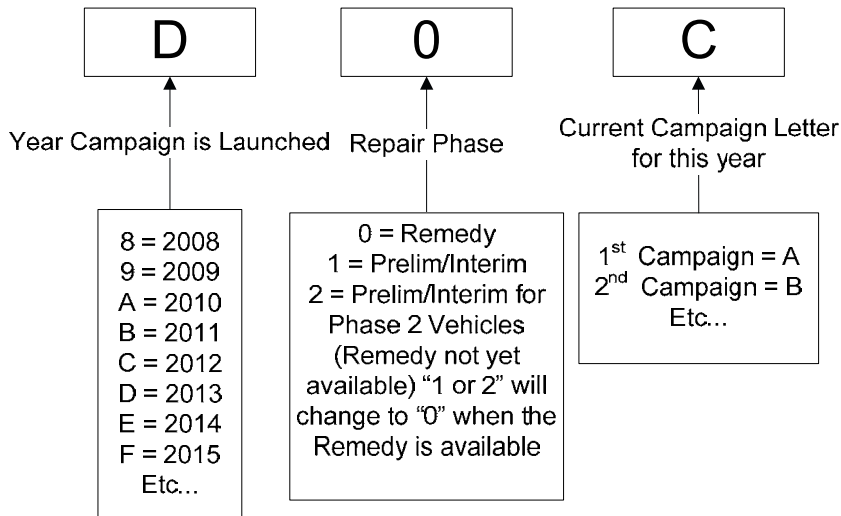 D
0
C
Year Campaign is Launched
Repair Phase
Current Campaign Letter
for this year
8 = 2008
9 = 2009
A = 2010
B = 2011
C = 2012
D = 2013
E = 2014
F = 2015
Etc...
0 = Remedy
1 = Prelim/Interim
2 = Prelim/Interim for
Phase 2 Vehicles
(Remedy not yet
available) “1 or 2” will
change to “0” when the
Remedy is available
1st Campaign = A
2nd Campaign = B
Etc...